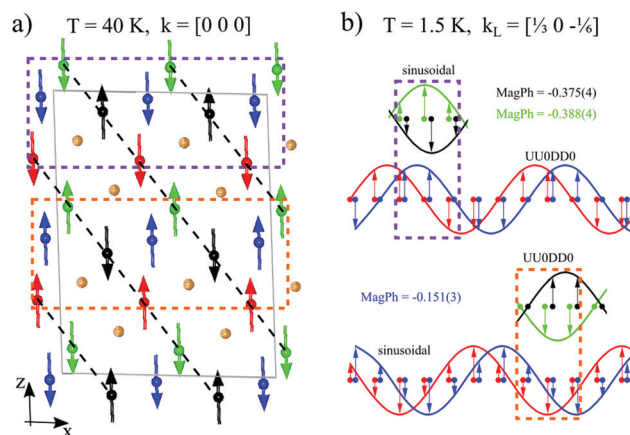 a) T = 40 K, k = [0 0 0]
b) T = 1.5 K, k_L = [⅓ 0 -⅙]
sinusoidal
MagPh = -0.375(4)
MagPh = -0.388(4)
UU0DD0
UU0DD0
MagPh = -0.151(3)
sinusoidal
z
x